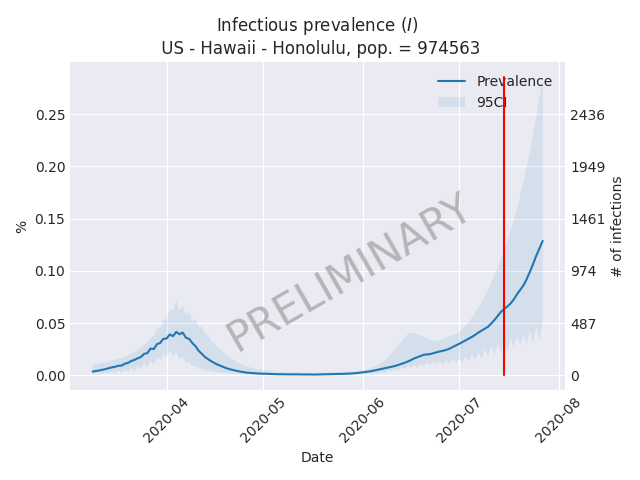 Infectious prevalence (I)
US - Hawaii - Honolulu, pop. = 974563
Prevalence
95CI
0.25
0.20
0.15
0.10
0.05
0.00
%
2436
1949
1461
974
487
0
# of infections
PRELIMINARY
2020-04
2020-05
2020-06
2020-07
2020-08
Date